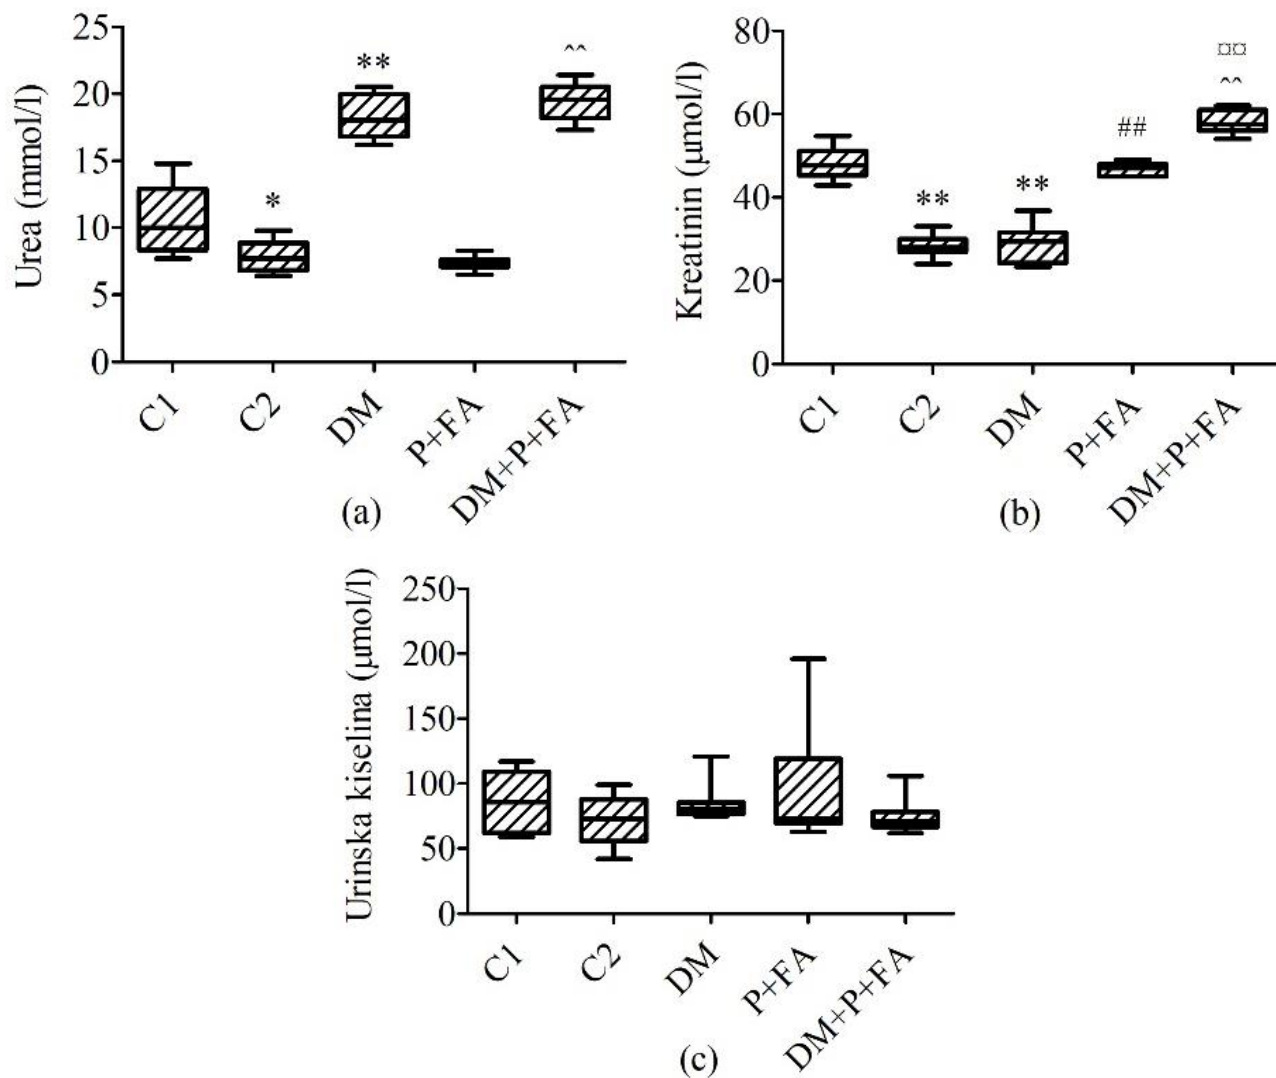 Urea (mmol/l)
25
20
15
10
5
0
*
**
^^
C1
C2
DM
P+FA
DM+P+FA
(a)
Kreatinin (μmol/l)
80
60
40
20
0
**
**
##
¤¤
^^
C1
C2
DM
P+FA
DM+P+FA
(b)
Urinska kiselina (μmol/l)
250
200
150
100
50
0
C1
C2
DM
P+FA
DM+P+FA
(c)